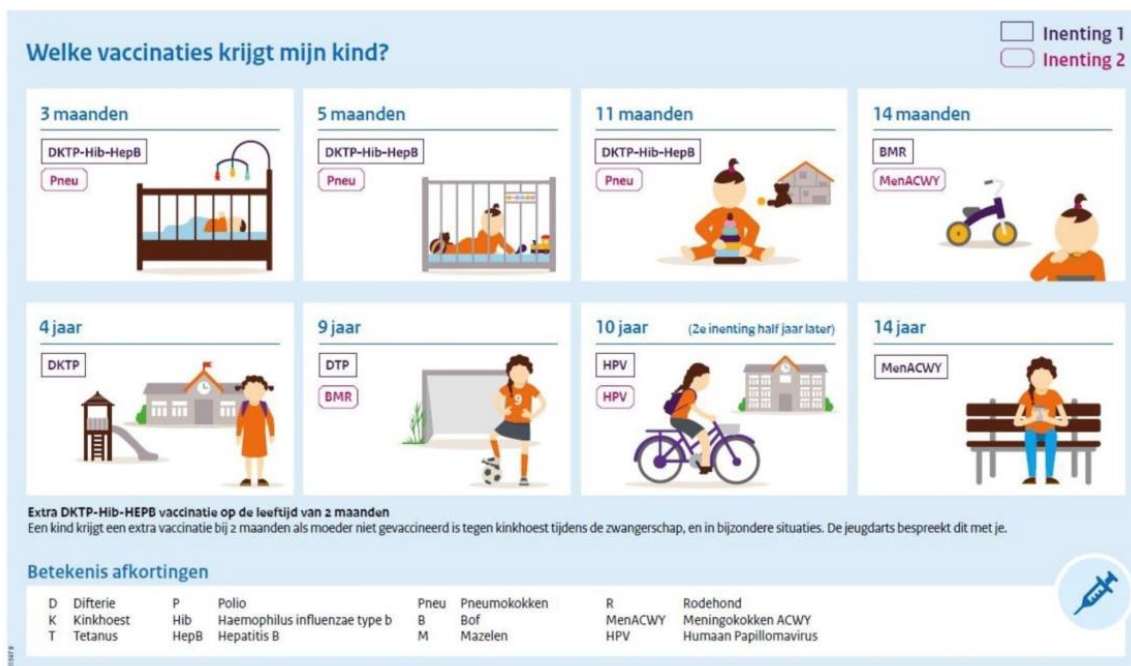 Welke vaccinaties krijgt mijn kind?
Inenting 1
Inenting 2
3 maanden
DKTP-Hib-HepB
Pneu
5 maanden
DKTP-Hib-HepB
Pneu
11 maanden
DKTP-Hib-HepB
Pneu
14 maanden
BMR
MenACWY
4 jaar
DKTP
9 jaar
DTP
BMR
9
10 jaar (2e inenting half jaar later)
HPV
HPV
14 jaar
MenACWY
Extra DKTP-Hib-HEPB vaccinatie op de leeftijd van 2 maanden
Een kind krijgt een extra vaccinatie bij 2 maanden als moeder niet gevaccineerd is tegen kinkhoest tijdens de zwangerschap, en in bijzondere situaties. De jeugdarts bespreekt dit met je.
Betekenis afkortingen
D Difterie P Polio Pneu Pneumokokken R Rodehond
K Kinkhoest Hib Haemophilus influenzae type b B Bof MenACWY Meningokokken ACWY
T Tetanus HepB Hepatitis B M Mazelen HPV Humaan Papillomavirus